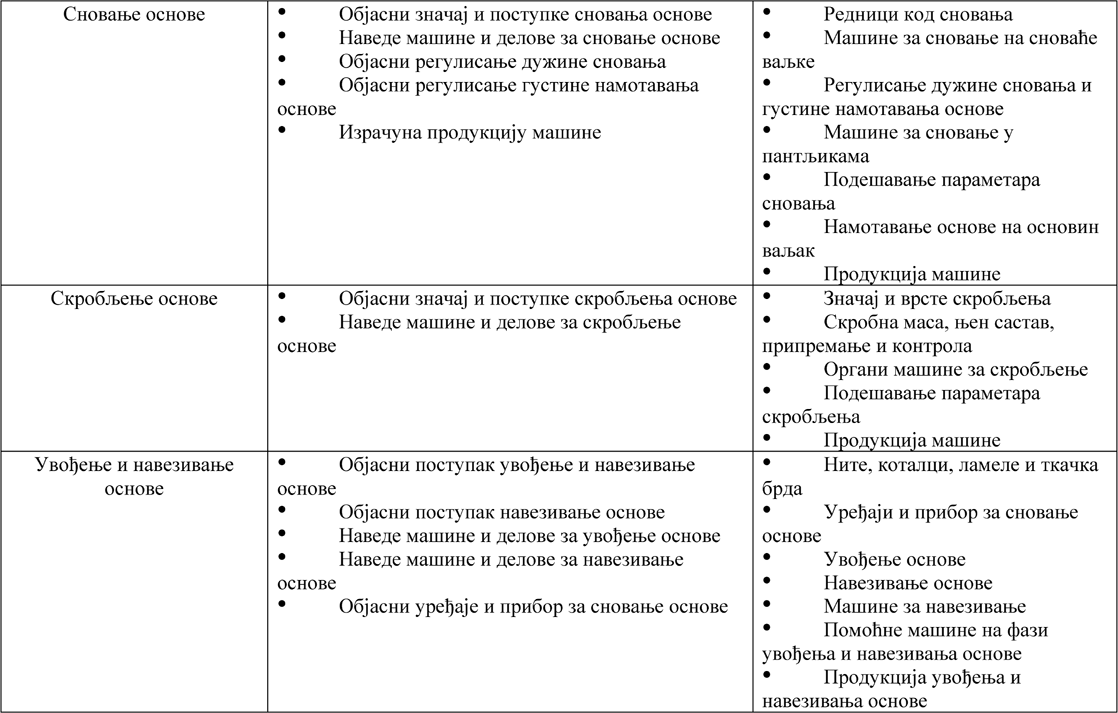 Сновање основе
• Објасни значај и поступке сновања основе
• Наведе машине и делове за сновање основе
• Објасни регулисање дужине сновања
• Објасни регулисање густине намотавања
основе
• Израчуна продукцију машине
• Редници код сновања
• Машине за сновање на сноваће
ваљке
• Регулисање дужине сновања и
густине намотавања основе
• Машине за сновање у
пантљикама
• Подешавање параметара
сновања
• Намотавање основе на основин
ваљак
• Продукција машине
Скробљење основе
• Објасни значај и поступке скробљења основе
• Наведе машине и делове за скробљење
основе
• Значај и врсте скробљења
• Скробна маса, њен састав,
припремање и контрола
• Органи машине за скробљење
• Подешавање параметара
скробљења
• Продукција машине
Увођење и навезивање
основе
• Објасни поступак увођење и навезивање
основе
• Објасни поступак навезивање основе
• Наведе машине и делове за увођење основе
• Наведе машине и делове за навезивање
основе
• Објасни уређаје и прибор за сновање основе
• Ните, коталци, ламеле и ткачка
брда
• Уређаји и прибор за сновање
основе
• Увођење основе
• Навезивање основе
• Машине за навезивање
• Помоћне машине на фази
увођења и навезивања основе
• Продукција увођења и
навезивања основе